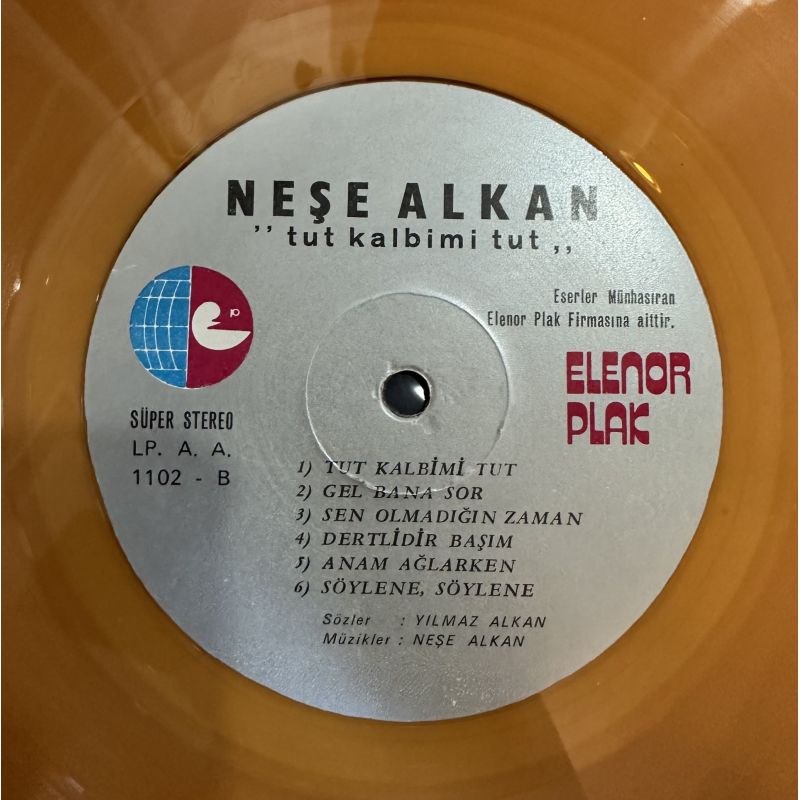 NEŞE ALKAN
’’ tut kalbimi tut ,,
Eserler Münhasıran
Elenor Plak Firmasına aittir.
ELENOR
PLAK
SÜPER STEREO
LP. A. A.
1102 - B
1) TUT KALBİMİ TUT
2) GEL BANA SOR
3) SEN OLMADIĞIN ZAMAN
4) DERTLİDİR BAŞIM
5) ANAM AĞLARKEN
6) SÖYLENE, SÖYLENE
Sözler : YILMAZ ALKAN
Müzikler : NEŞE ALKAN